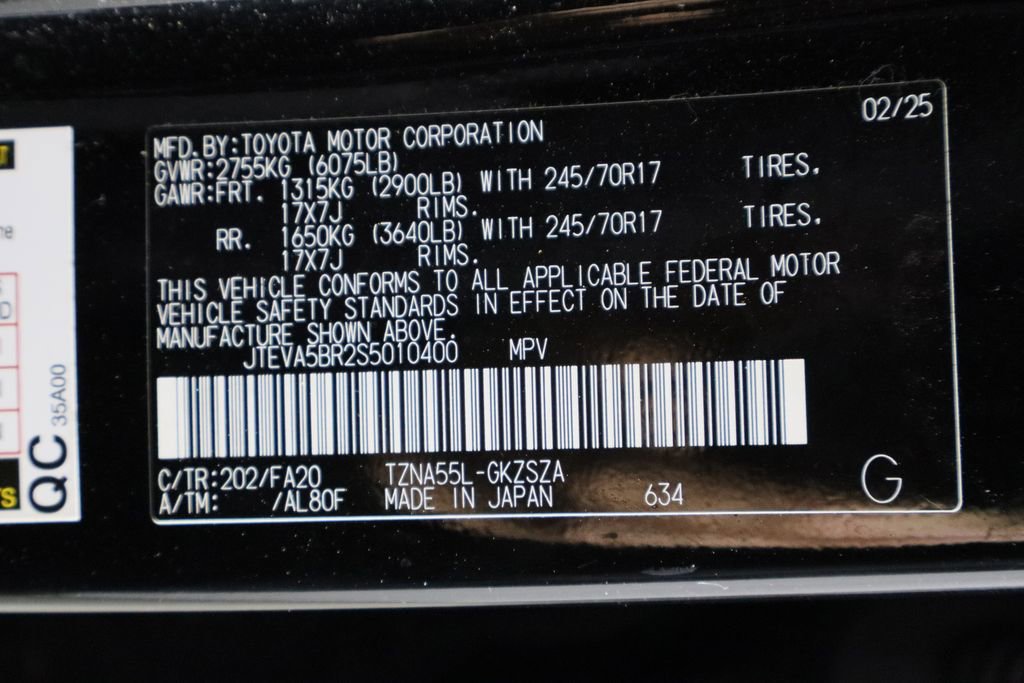 02/25
MFD. BY: TOYOTA MOTOR CORPORATION
GVWR: 2755KG (6075LB)
GAWR: FRT. 1315KG (2900LB) WITH 245/70R17 TIRES.
17X7J RIMS.
RR. 1650KG (3640LB) WITH 245/70R17 TIRES.
17X7J RIMS.
THIS VEHICLE CONFORMS TO ALL APPLICABLE FEDERAL MOTOR
VEHICLE SAFETY STANDARDS IN EFFECT ON THE DATE OF
MANUFACTURE SHOWN ABOVE.
JTEVA5BR2S5010400 MPV
C/TR: 202/FA20 TZNA55L-GKZSZA
A/TM: /AL80F MADE IN JAPAN 634
G
QC 35A00